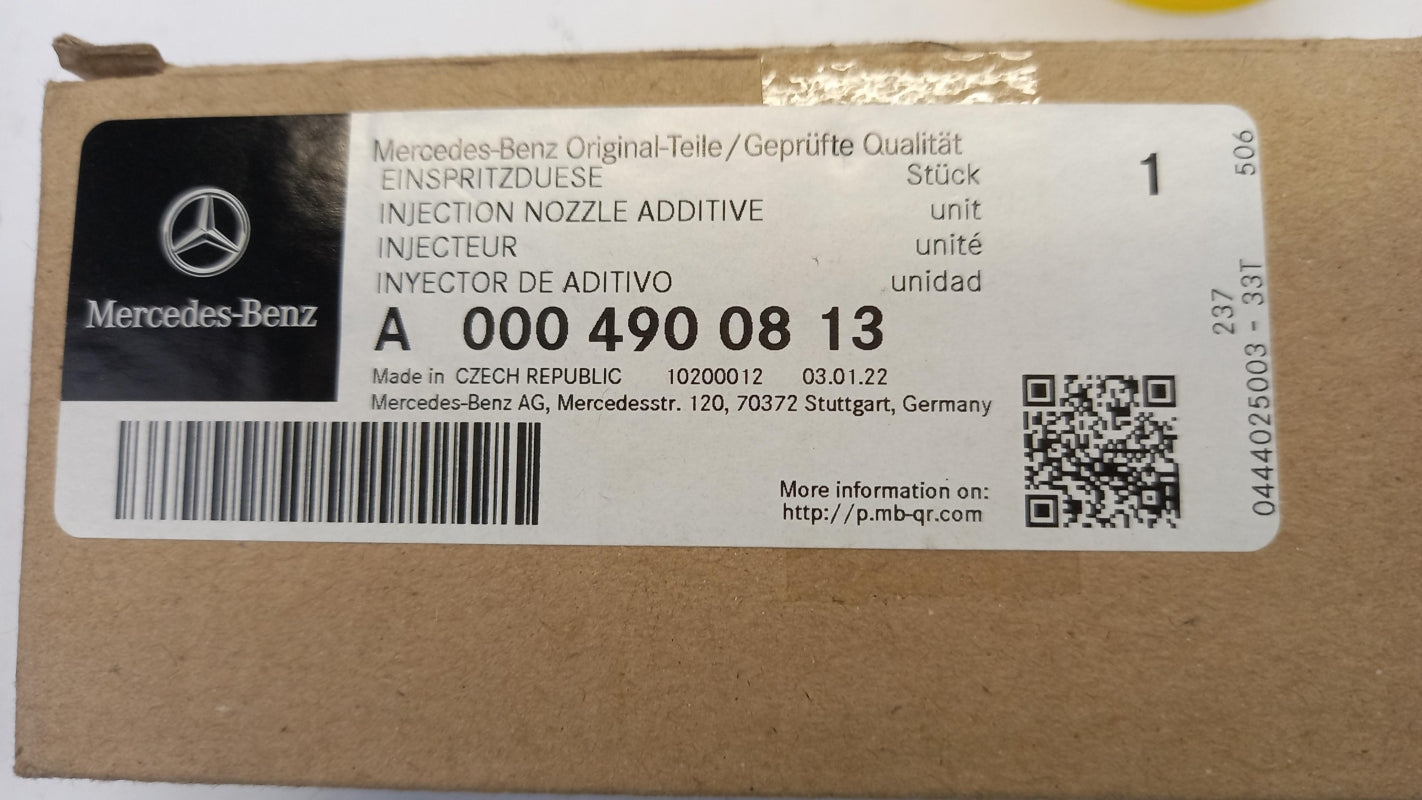 Mercedes-Benz
Mercedes-Benz Original-Teile/Geprüfte Qualität
EINSPRITZDUESE Stück 1
INJECTION NOZZLE ADDITIVE unit
INJECTEUR unité
INYECTOR DE ADITIVO unidad
A 000 490 08 13
Made in CZECH REPUBLIC 10200012 03.01.22
Mercedes-Benz AG, Mercedesstr. 120, 70372 Stuttgart, Germany
More information on:
http://p.mb-qr.com
237 506
0444025003 - 33T